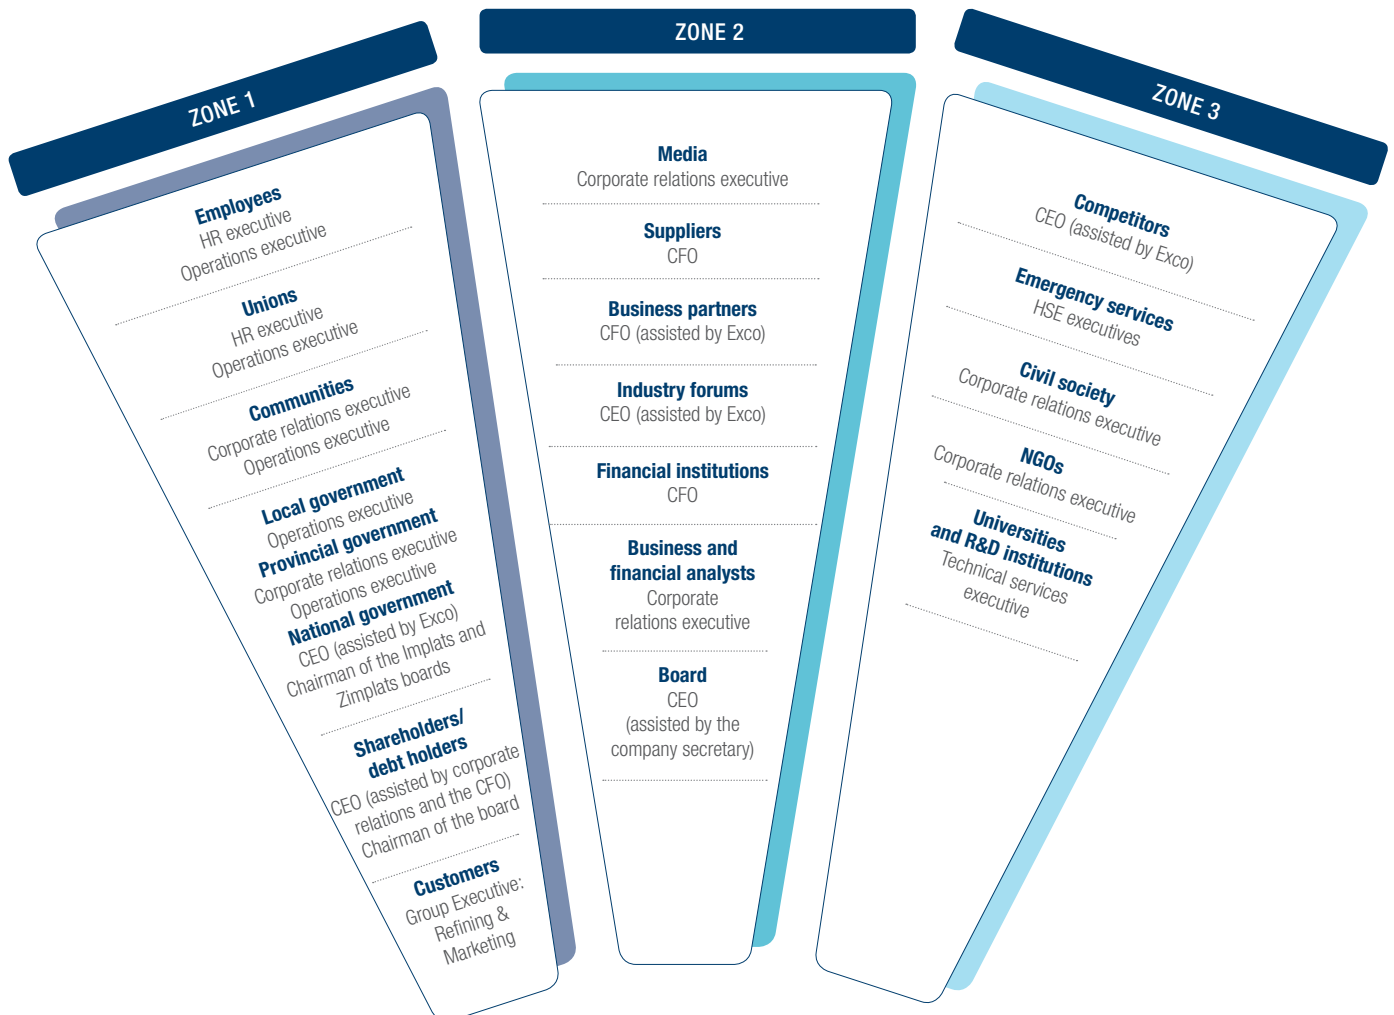 ZONE 1
Employees
HR executive
Operations executive
Unions
HR executive
Operations executive
Communities
Corporate relations executive
Operations executive
Local government
Operations executive
Provincial government
Corporate relations executive
Operations executive
National government
CEO (assisted by Exco)
Chairman of the Implats and
Zimplats boards
Shareholders/
debt holders
CEO (assisted by corporate
relations and the CFO)
Chairman of the board
Customers
Group Executive:
Refining &
Marketing
ZONE 2
Media
Corporate relations executive
Suppliers
CFO
Business partners
CFO (assisted by Exco)
Industry forums
CEO (assisted by Exco)
Financial institutions
CFO
Business and
financial analysts
Corporate
relations executive
Board
CEO
(assisted by the
company secretary)
ZONE 3
Competitors
CEO (assisted by Exco)
Emergency services
HSE executives
Civil society
Corporate relations executive
NGOs
Corporate relations executive
Universities
and R&D institutions
Technical services
executive